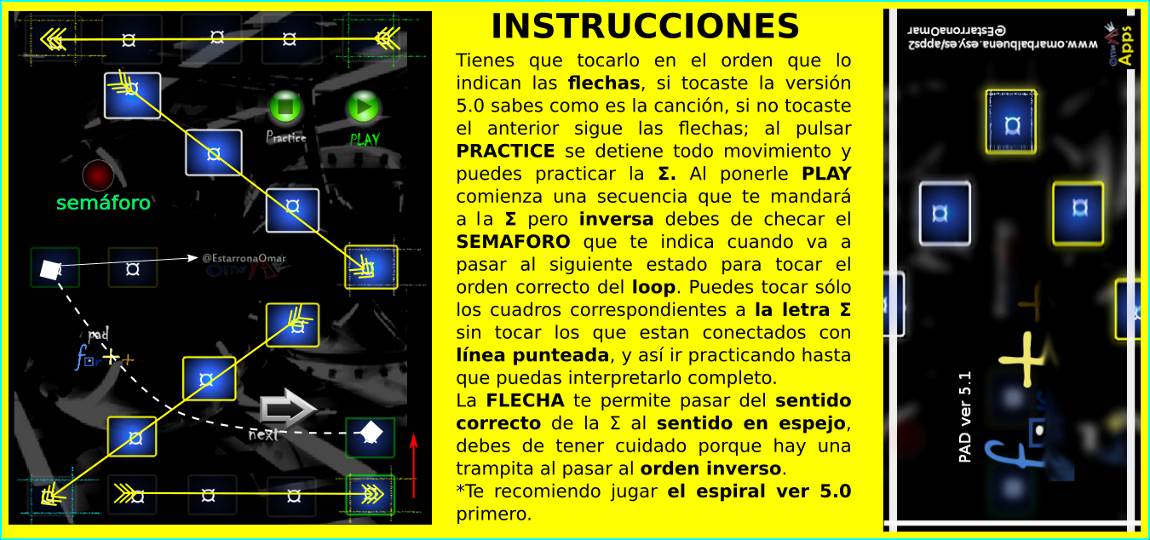 Practice
PLAY
semáforo
@EstarronaOmar
pad
next
INSTRUCCIONES
Tienes que tocarlo en el orden que lo
indican las flechas, si tocaste la versión
5.0 sabes como es la canción, si no tocaste
el anterior sigue las flechas; al pulsar
PRACTICE se detiene todo movimiento y
puedes practicar la Σ. Al ponerle PLAY
comienza una secuencia que te mandará
a la Σ pero inversa debes de checar el
SEMAFORO que te indica cuando va a
pasar al siguiente estado para tocar el
orden correcto del loop. Puedes tocar sólo
los cuadros correspondientes a la letra Σ
sin tocar los que estan conectados con
línea punteada, y así ir practicando hasta
que puedas interpretarlo completo.
La FLECHA te permite pasar del sentido
correcto de la Σ al sentido en espejo,
debes de tener cuidado porque hay una
trampita al pasar al orden inverso.
*Te recomiendo jugar el espiral ver 5.0
primero.
www.omarbalbuena.esy.es/apps2
@EstarronaOmar
Apps
PAD ver 5.1